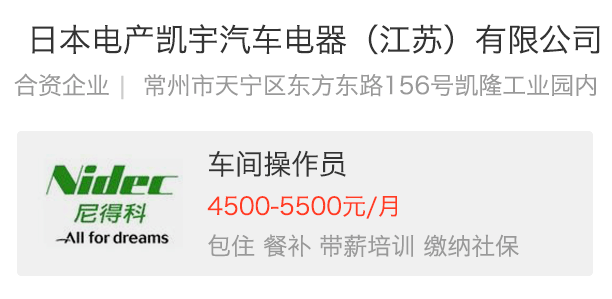 日本电产凯宇汽车电器（江苏）有限公司
合资企业 | 常州市天宁区东方东路156号凯隆工业园内
车间操作员
Nidec
4500-5500元/月
尼得科
All for dreams
包住 餐补 带薪培训 缴纳社保